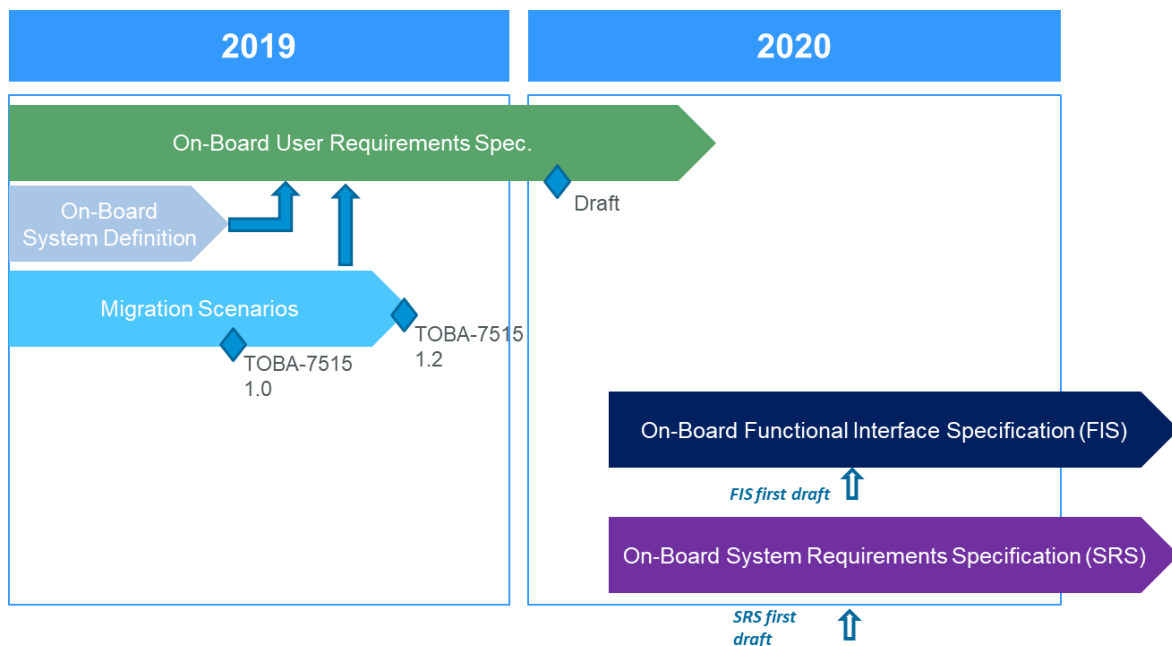 2019
2020
On-Board User Requirements Spec.
Draft
On-Board
System Definition
Migration Scenarios
TOBA-7515
1.2
TOBA-7515
1.0
On-Board Functional Interface Specification (FIS)
FIS first draft
On-Board System Requirements Specification (SRS)
SRS first
draft